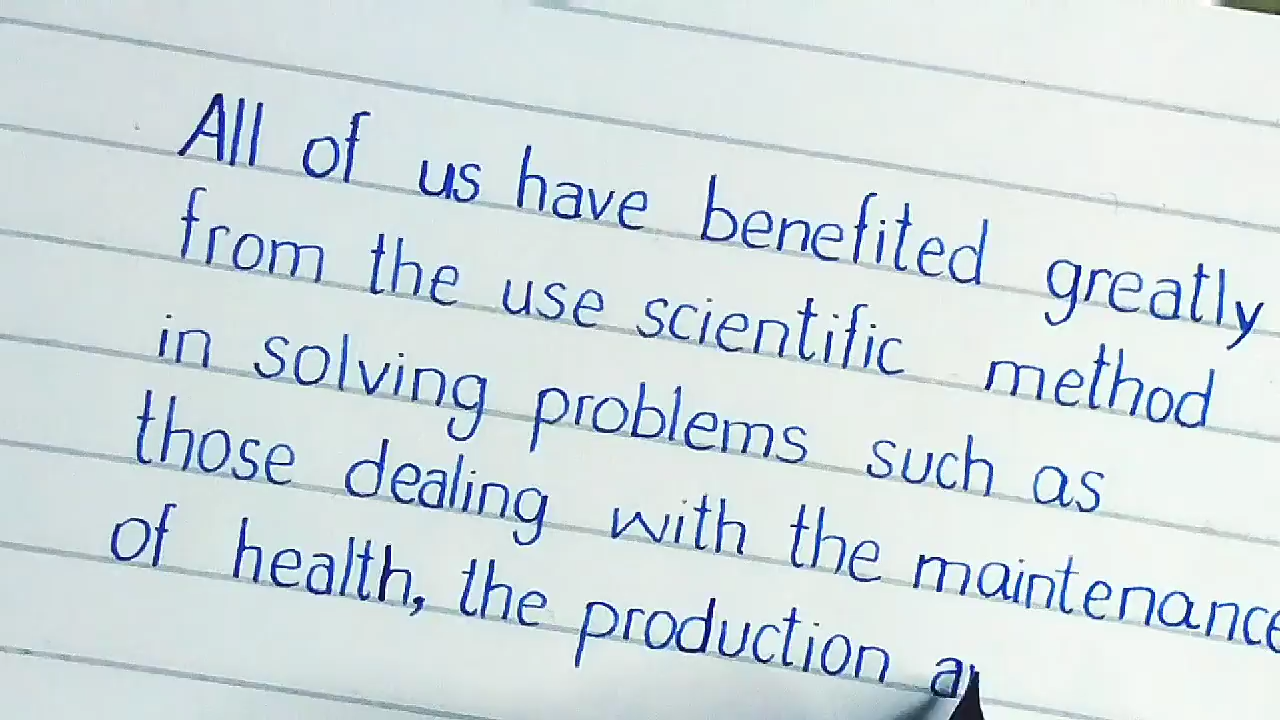 All of us have benefited greatly
from the use scientific method
in solving problems such as
those dealing with the maintenance
of health, the production